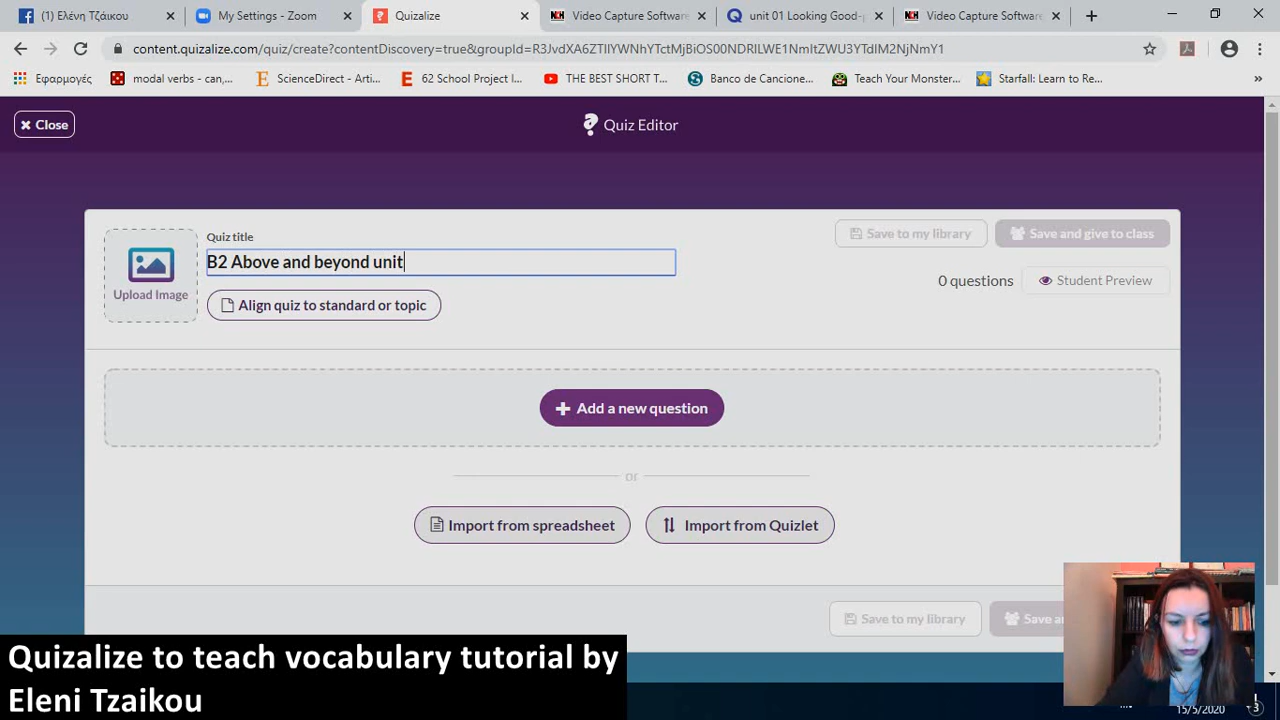 (1) Ελένη Τζάικου
My Settings - Zoom
Quizalize
Video Capture Software
unit 01 Looking Good-
Video Capture Software
content.quizalize.com/quiz/create?contentDiscovery=true&groupId=R3JvdXA6ZTllYWNhYTctMjBiOS00NDRlLWE1NmItZWU3YTdlM2NjNmY1
Εφαρμογές
modal verbs - can,...
ScienceDirect - Arti...
62 School Project I...
THE BEST SHORT T...
Banco de Cancione...
Teach Your Monster...
Starfall: Learn to Re...
Close
Quiz Editor
Quiz title
B2 Above and beyond unit
Upload Image
Align quiz to standard or topic
Save to my library
Save and give to class
0 questions
Student Preview
Add a new question
or
Import from spreadsheet
Import from Quizlet
Save to my library
Quizalize to teach vocabulary tutorial by
Eleni Tzaikou
15/5/2020
3